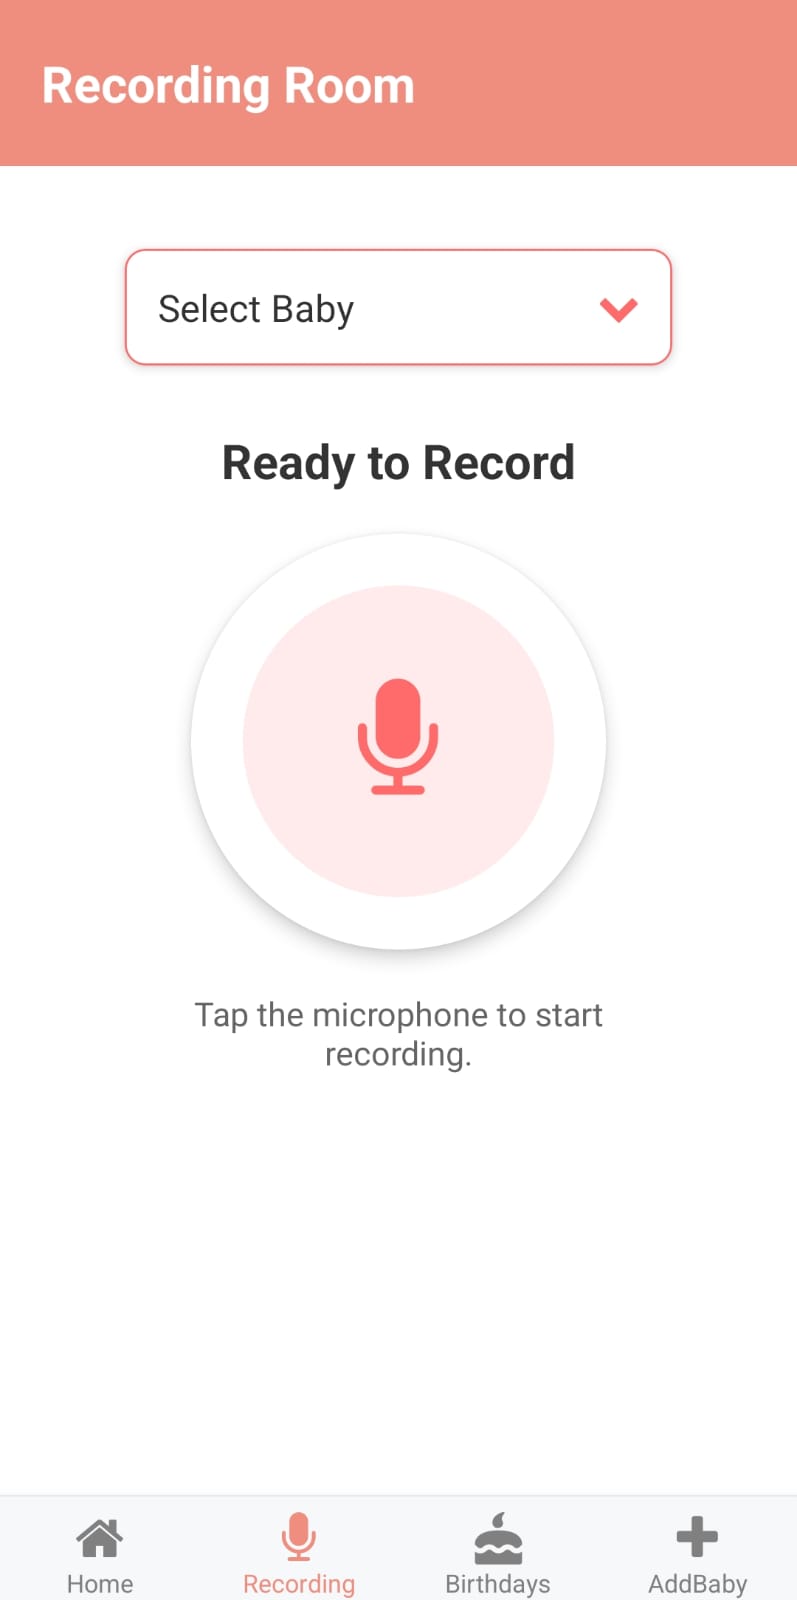 Recording Room
Select Baby
Ready to Record
Tap the microphone to start
recording.
Home
Recording
Birthdays
AddBaby